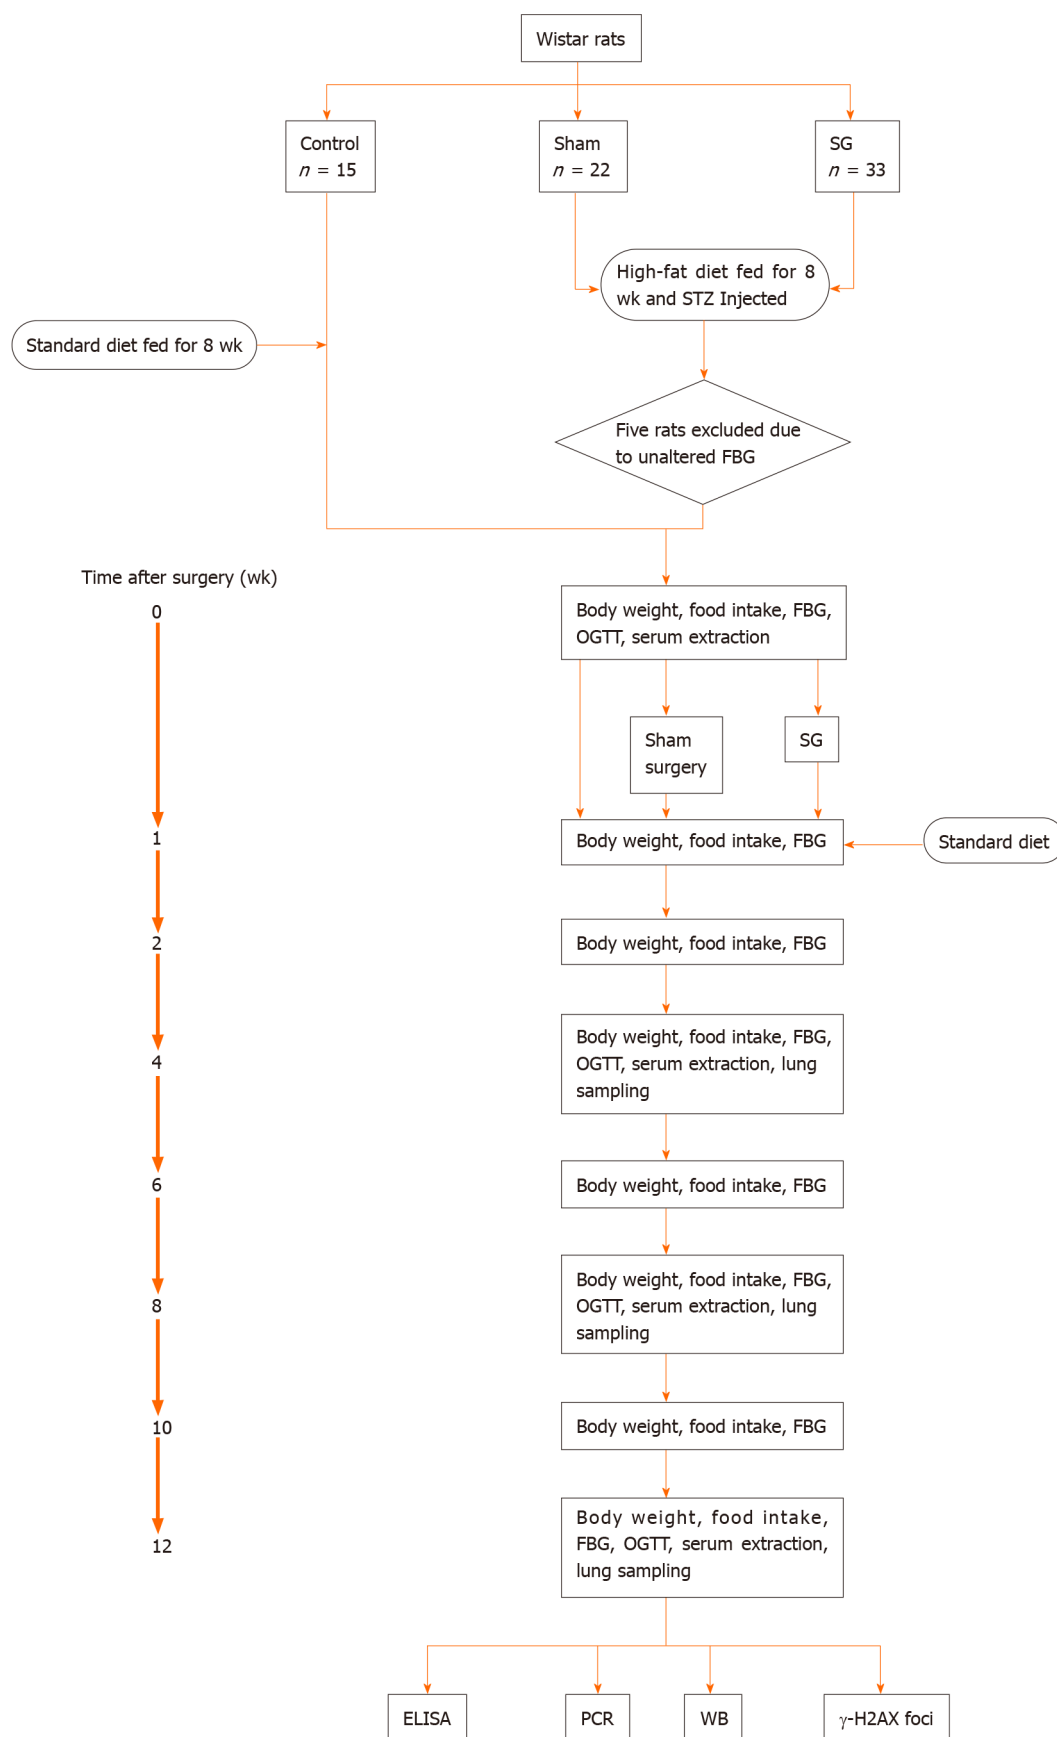 Wistar rats
Control
n = 15
Sham
n = 22
SG
n = 33
High-fat diet fed for 8
wk and STZ Injected
Standard diet fed for 8 wk
Five rats excluded due
to unaltered FBG
Time after surgery (wk)
0
Body weight, food intake, FBG,
OGTT, serum extraction
Sham
surgery
SG
1
Body weight, food intake, FBG
Standard diet
2
Body weight, food intake, FBG
4
Body weight, food intake, FBG,
OGTT, serum extraction, lung
sampling
6
Body weight, food intake, FBG
8
Body weight, food intake, FBG,
OGTT, serum extraction, lung
sampling
10
Body weight, food intake, FBG
12
Body weight, food intake,
FBG, OGTT, serum extraction,
lung sampling
ELISA
PCR
WB
γ-H2AX foci